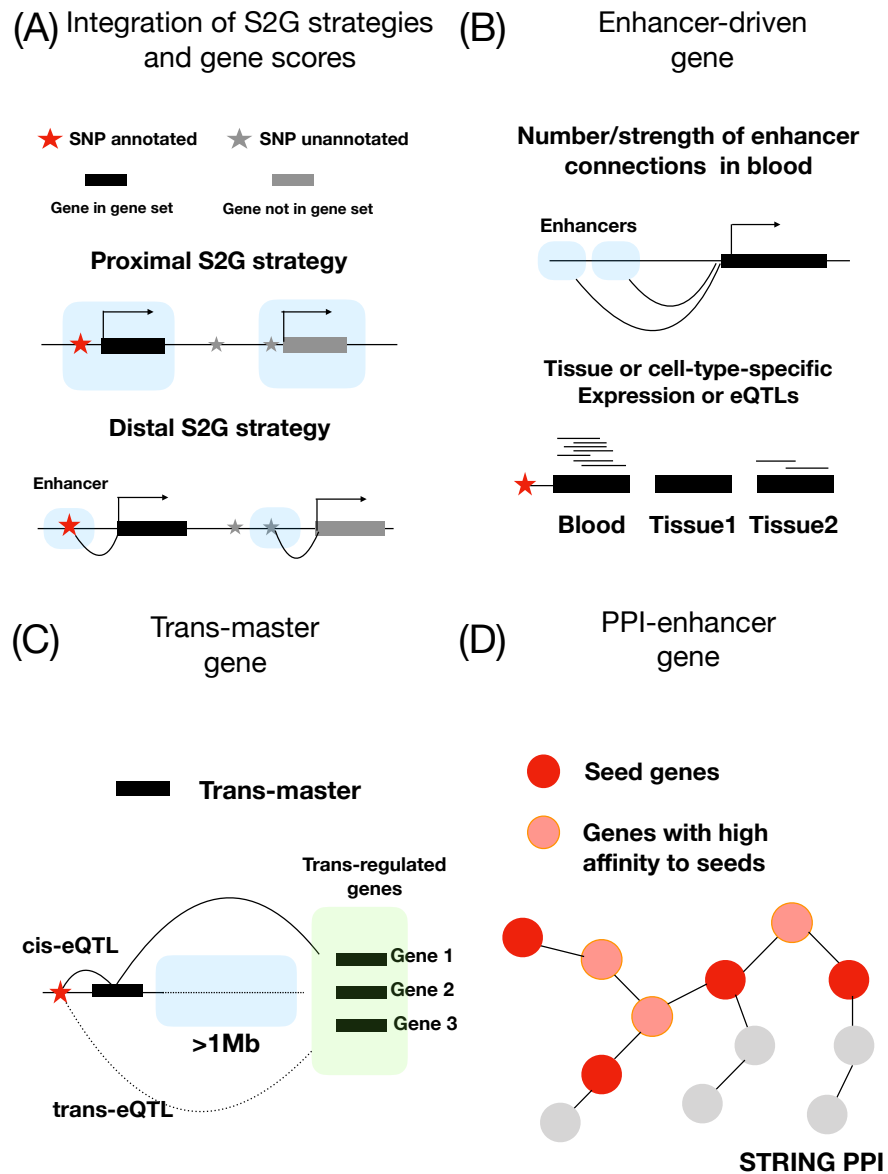 (A) Integration of S2G strategies
and gene scores
SNP annotated
SNP unannotated
Gene in gene set
Gene not in gene set
Proximal S2G strategy
Distal S2G strategy
Enhancer
(B) Enhancer-driven
gene
Number/strength of enhancer
connections in blood
Enhancers
Tissue or cell-type-specific
Expression or eQTLs
Blood
Tissue1
Tissue2
(C) Trans-master
gene
Trans-master
Trans-regulated
genes
cis-eQTL
Gene 1
Gene 2
Gene 3
>1Mb
trans-eQTL
(D) PPI-enhancer
gene
Seed genes
Genes with high
affinity to seeds
STRING PPI